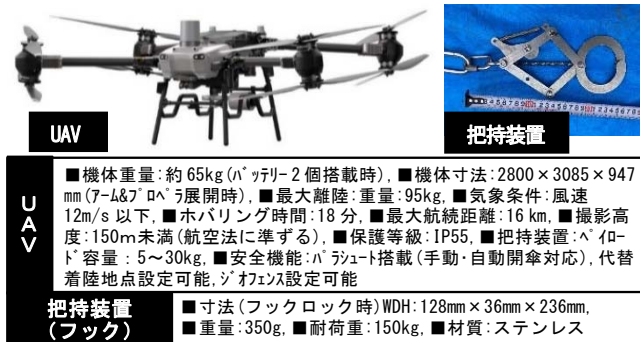 UAV
把持装置
UAV
■機体重量:約65kg(ﾊﾞｯﾃﾘｰ2個搭載時),■機体寸法:2800×3085×947
mm(ｱｰﾑ&ﾌﾟﾛﾍﾟﾗ展開時),■最大離陸:重量:95kg,■気象条件:風速
12m/s以下,■ホバリング時間:18分,■最大航続距離:16km,■撮影高
度:150m未満(航空法に準ずる),■保護等級:IP55,■把持装置:ﾍﾟｲﾛｰ
ﾄﾞ容量:5～30kg,■安全機能:ﾊﾟﾗｼｭｰﾄ搭載(手動･自動開傘対応),代替
着陸地点設定可能,ｼﾞｵﾌｪﾝｽ設定可能
把持装置
(フック)
■寸法(フックロック時)WDH:128mm×36mm×236mm,
■重量:350g,■耐荷重:150kg,■材質:ステンレス